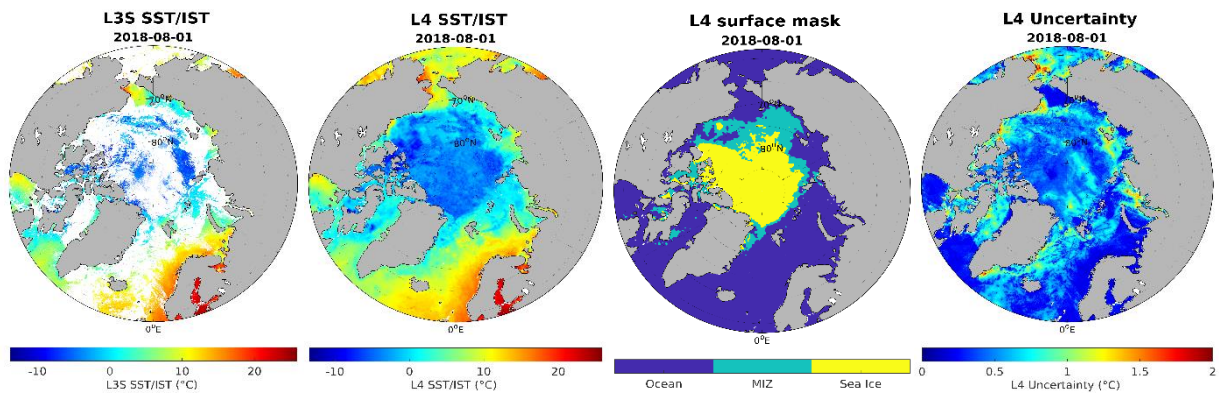 L3S SST/IST
2018-08-01
70°N
80°N
0°E
-10 0 10 20
L3S SST/IST (°C)
L4 SST/IST
2018-08-01
70°N
80°N
0°E
-10 0 10 20
L4 SST/IST (°C)
L4 surface mask
2018-08-01
70°N
80°N
0°E
Ocean MIZ Sea Ice
L4 Uncertainty
2018-08-01
80°N
0°E
0 0.5 1 1.5 2
L4 Uncertainty (°C)